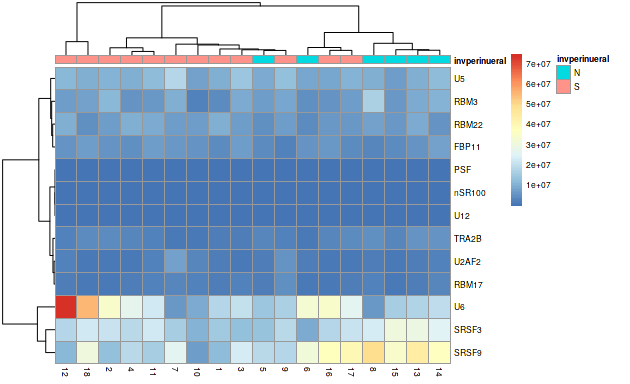 invperinueral
U5
RBM3
RBM22
FBP11
PSF
nSR100
U12
TRA2B
U2AF2
RBM17
U6
SRSF3
SRSF9
12 18 2 4 11 7 10 1 3 5 9 6 16 17 8 15 13 14
7e+07
6e+07
5e+07
4e+07
3e+07
2e+07
1e+07
invperinueral
N
S